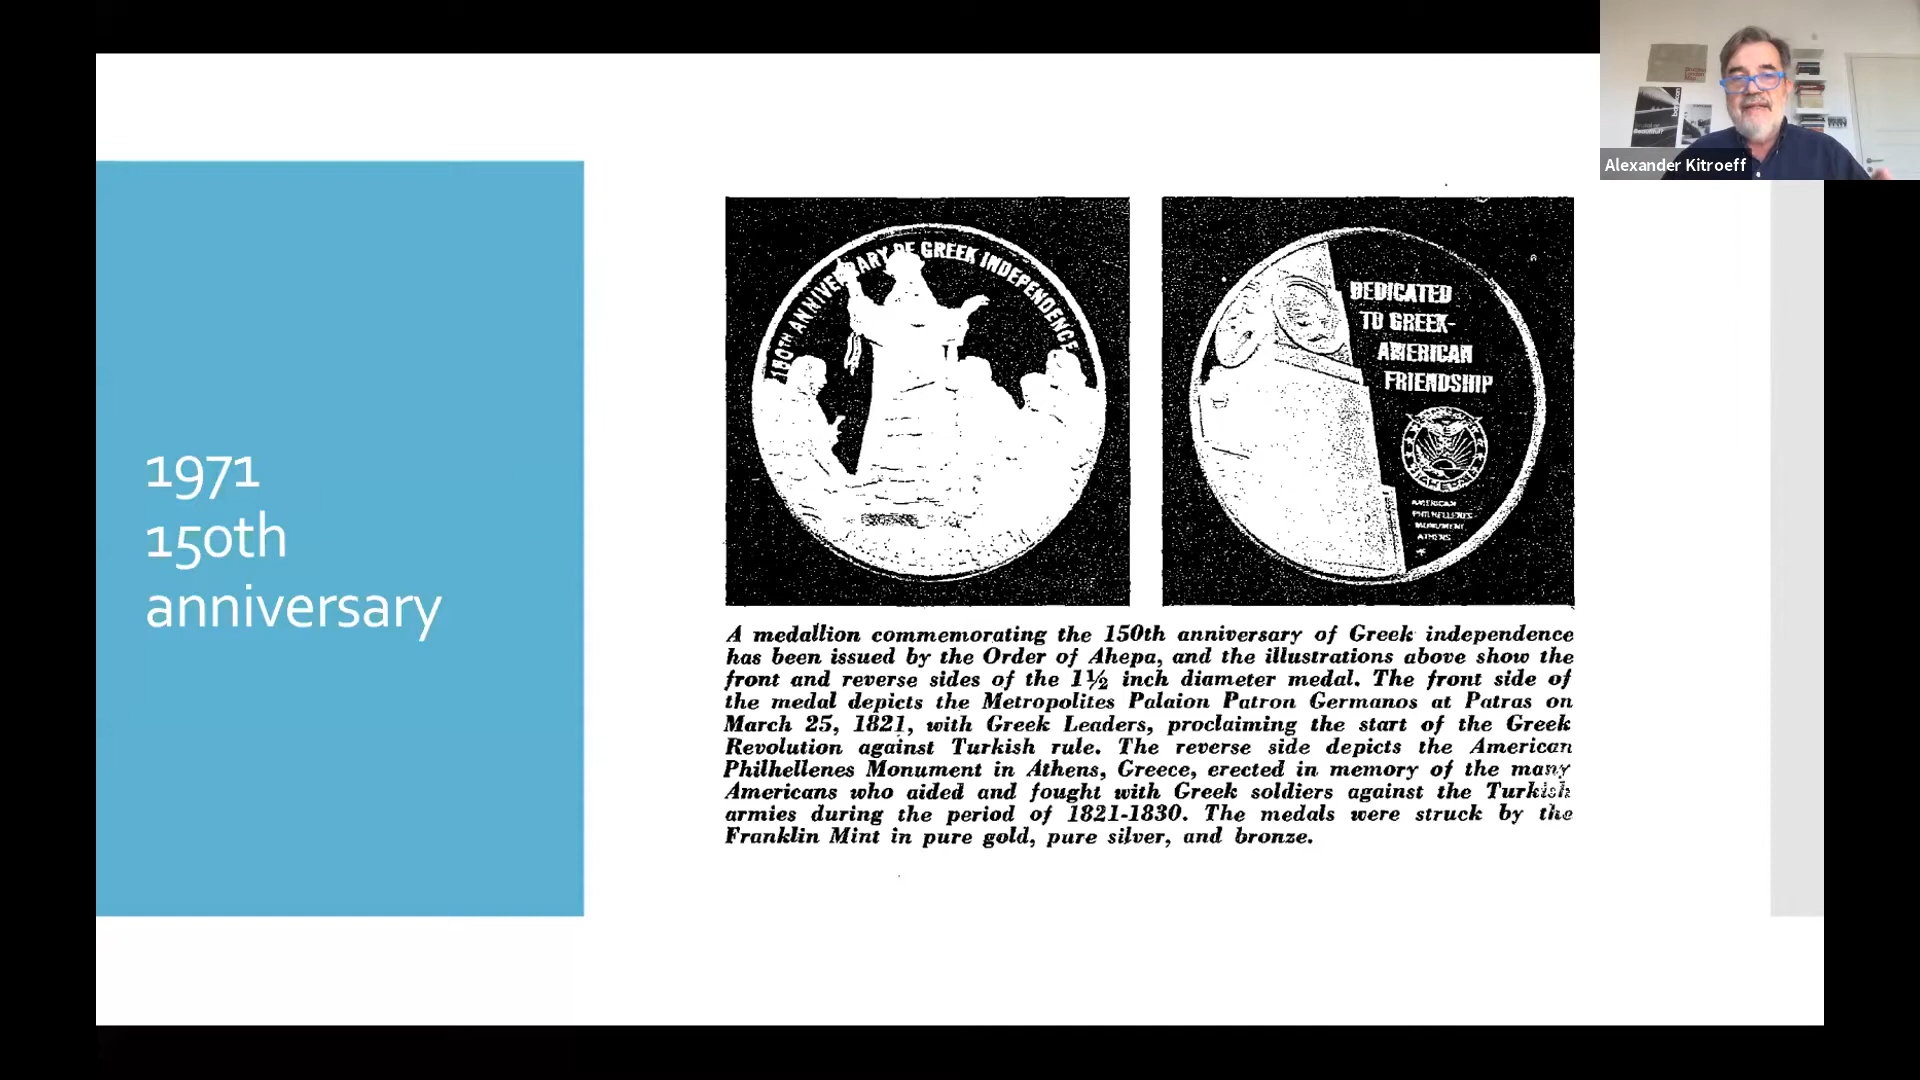 Alexander Kitroeff
1971
150th
anniversary
150TH ANNIVERSARY OF GREEK INDEPENDENCE
DEDICATED
TO GREEK-
AMERICAN
FRIENDSHIP
AHEPA
AMERICAN
PHILHELLENES
MONUMENT
ATHENS
A medallion commemorating the 150th anniversary of Greek independence
has been issued by the Order of Ahepa, and the illustrations above show the
front and reverse sides of the 1½ inch diameter medal. The front side of
the medal depicts the Metropolites Palaion Patron Germanos at Patras on
March 25, 1821, with Greek Leaders, proclaiming the start of the Greek
Revolution against Turkish rule. The reverse side depicts the American
Philhellenes Monument in Athens, Greece, erected in memory of the many
Americans who aided and fought with Greek soldiers against the Turkish
armies during the period of 1821-1830. The medals were struck by the
Franklin Mint in pure gold, pure silver, and bronze.